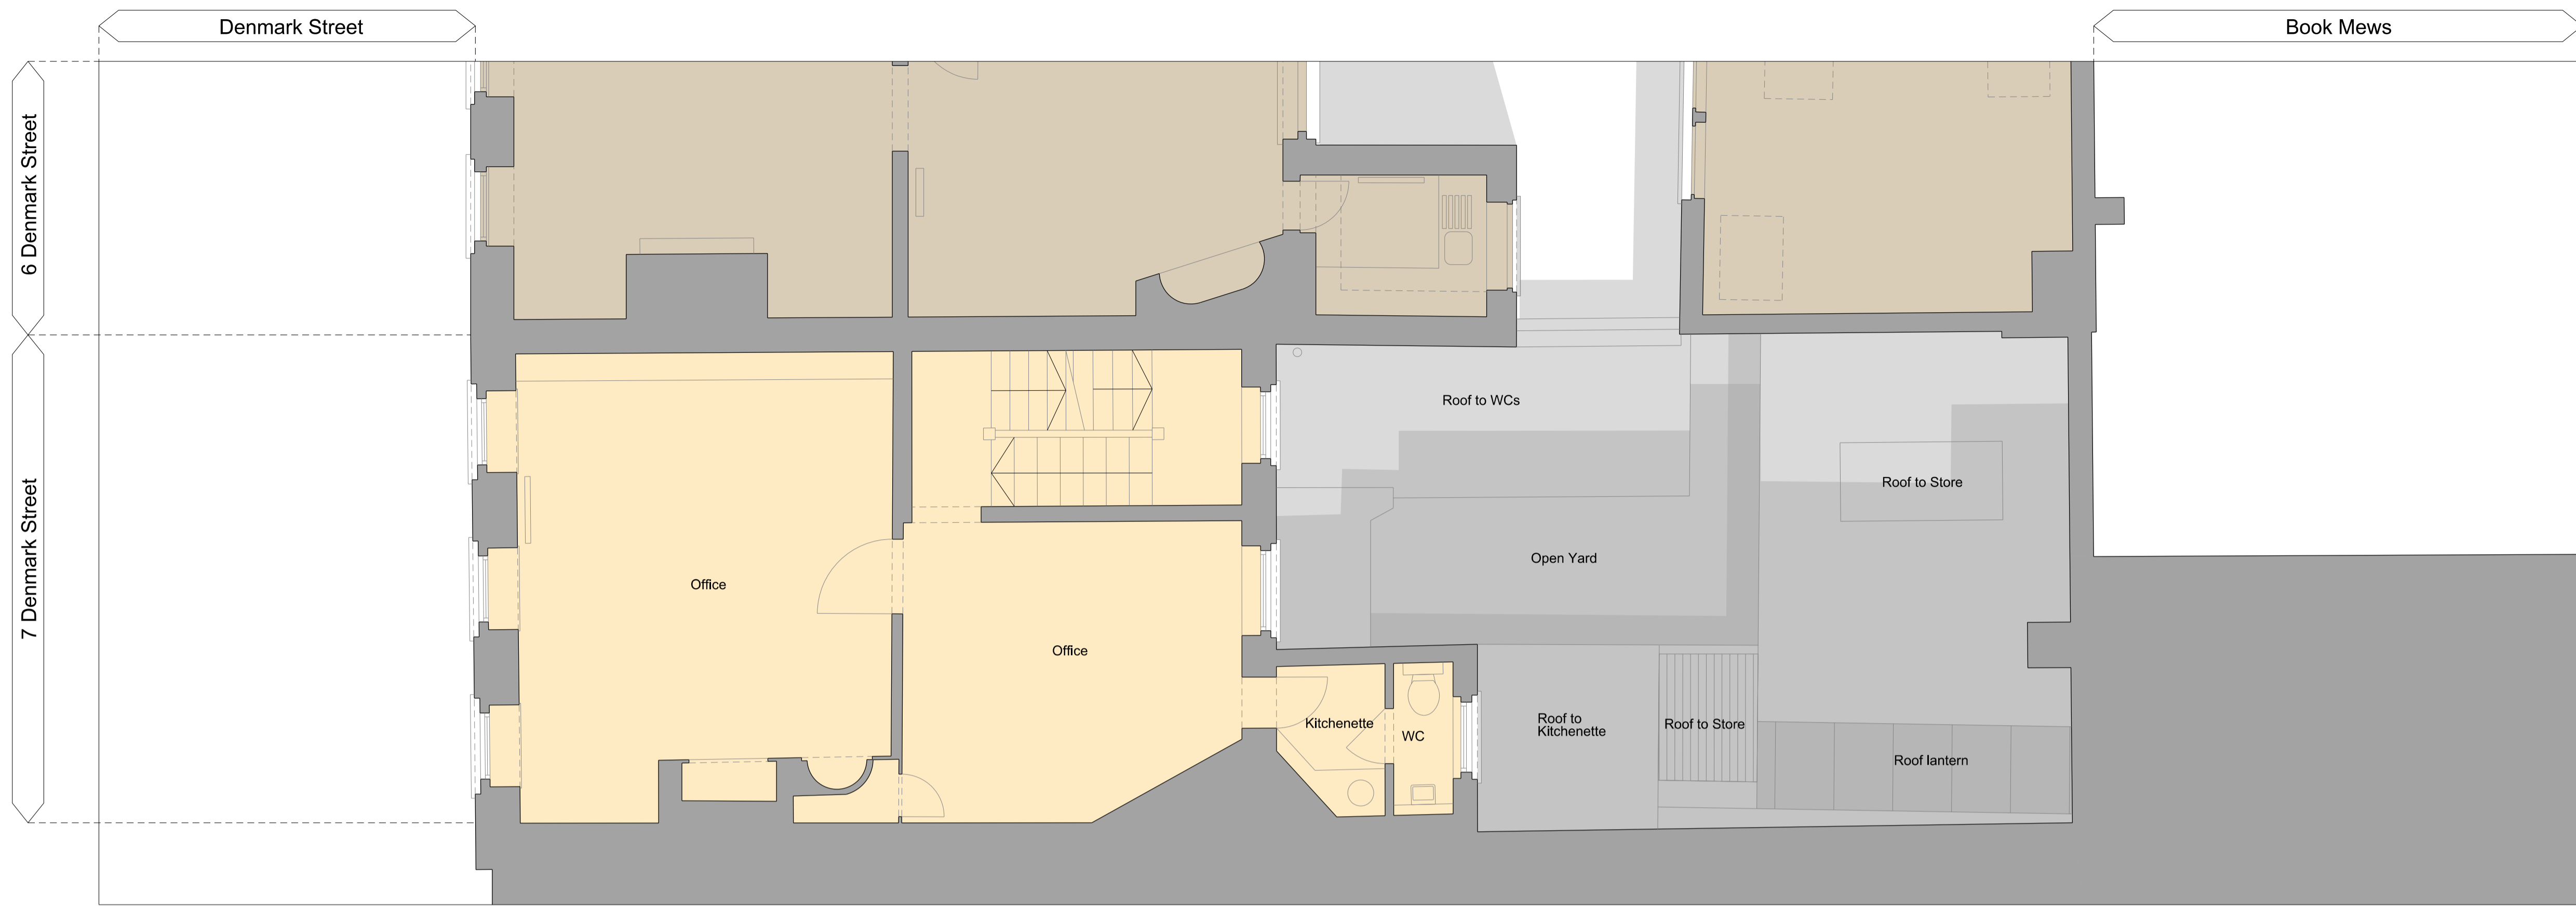 Denmark Street
Book Mews
6 Denmark Street
7 Denmark Street
Roof to WCs
Roof to Store
Open Yard
Office
Office
Kitchenette
WC
Roof to
Kitchenette
Roof to Store
Roof lantern